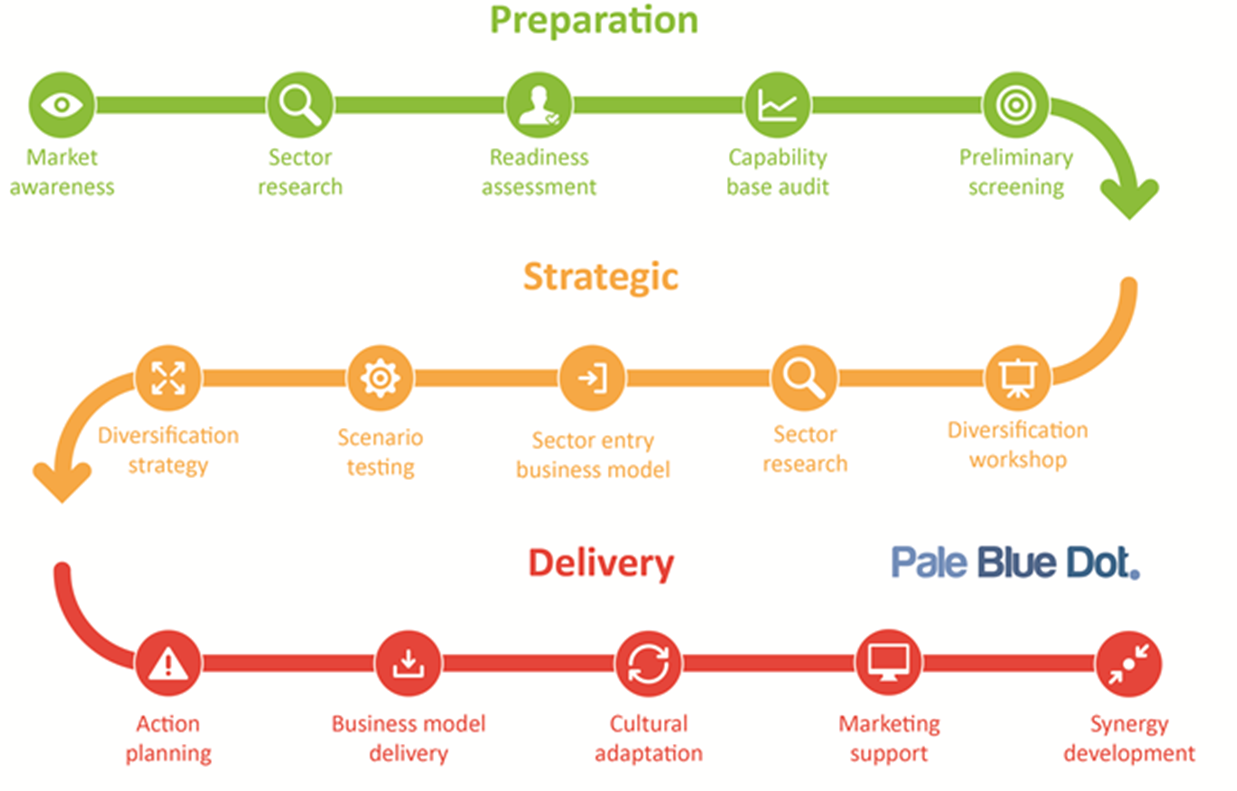 Preparation
Market
awareness
Sector
research
Readiness
assessment
Capability
base audit
Preliminary
screening
Strategic
Diversification
strategy
Scenario
testing
Sector entry
business model
Sector
research
Diversification
workshop
Delivery
Pale Blue Dot.
Action
planning
Business model
delivery
Cultural
adaptation
Marketing
support
Synergy
development